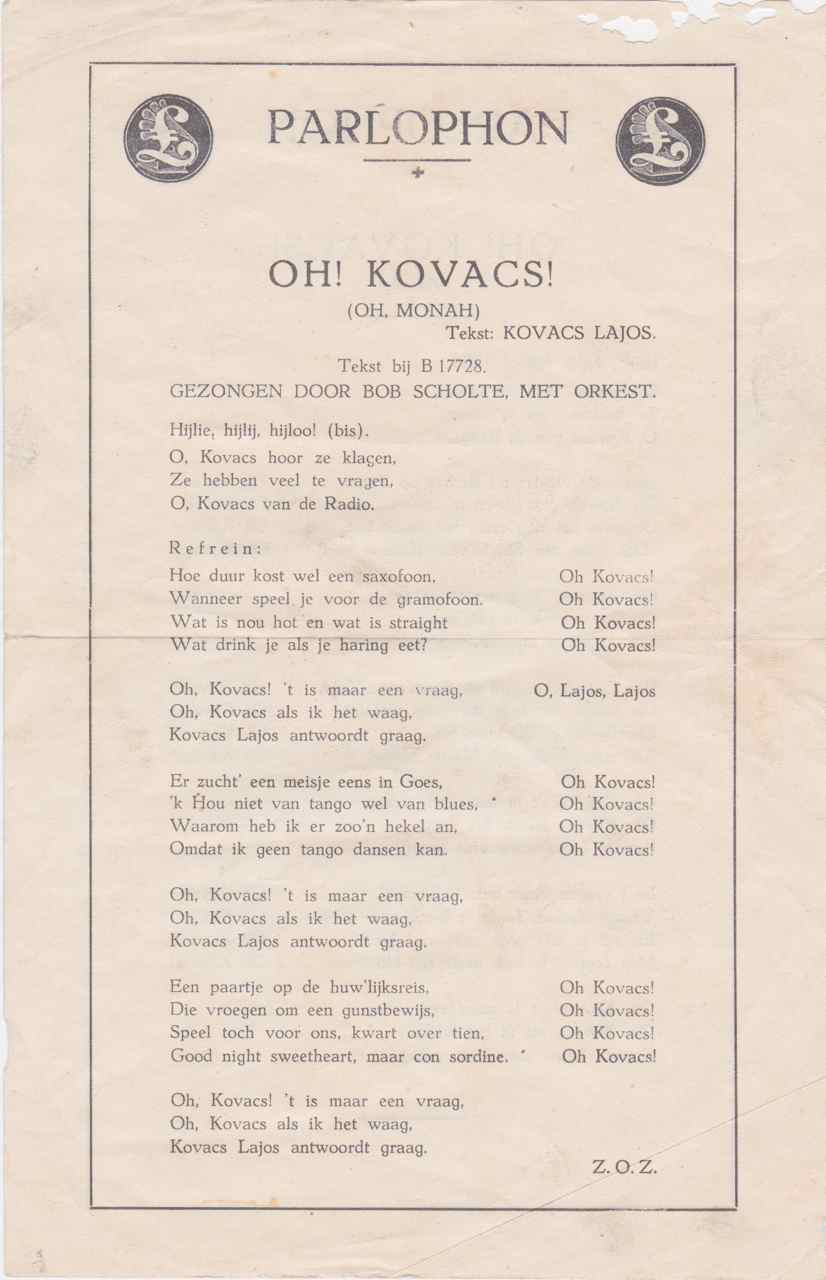 PARLOPHON
OH! KOVACS!
(OH, MONAH)
Tekst: KOVACS LAJOS.
Tekst bij B 17728.
GEZONGEN DOOR BOB SCHOLTE, MET ORKEST.
Hijlie, hijlij, hijloo! (bis).
O, Kovacs hoor ze klagen,
Ze hebben veel te vragen,
O, Kovacs van de Radio.
Refrein:
Hoe duur kost wel een saxofoon, Oh Kovacs!
Wanneer speel je voor de gramofoon. Oh Kovacs!
Wat is nou hot en wat is straight Oh Kovacs!
Wat drink je als je haring eet? Oh Kovacs!
Oh, Kovacs! 't is maar een vraag, O, Lajos, Lajos
Oh, Kovacs als ik het waag,
Kovacs Lajos antwoordt graag.
Er zucht' een meisje eens in Goes, Oh Kovacs!
'k Hou niet van tango wel van blues, Oh Kovacs!
Waarom heb ik er zoo'n hekel an, Oh Kovacs!
Omdat ik geen tango dansen kan. Oh Kovacs!
Oh, Kovacs! 't is maar een vraag,
Oh, Kovacs als ik het waag,
Kovacs Lajos antwoordt graag.
Een paartje op de huw'lijksreis, Oh Kovacs!
Die vroegen om een gunstbewijs, Oh Kovacs!
Speel toch voor ons, kwart over tien, Oh Kovacs!
Good night sweetheart, maar con sordine. Oh Kovacs!
Oh, Kovacs! 't is maar een vraag,
Oh, Kovacs als ik het waag,
Kovacs Lajos antwoordt graag.
Z.O.Z.